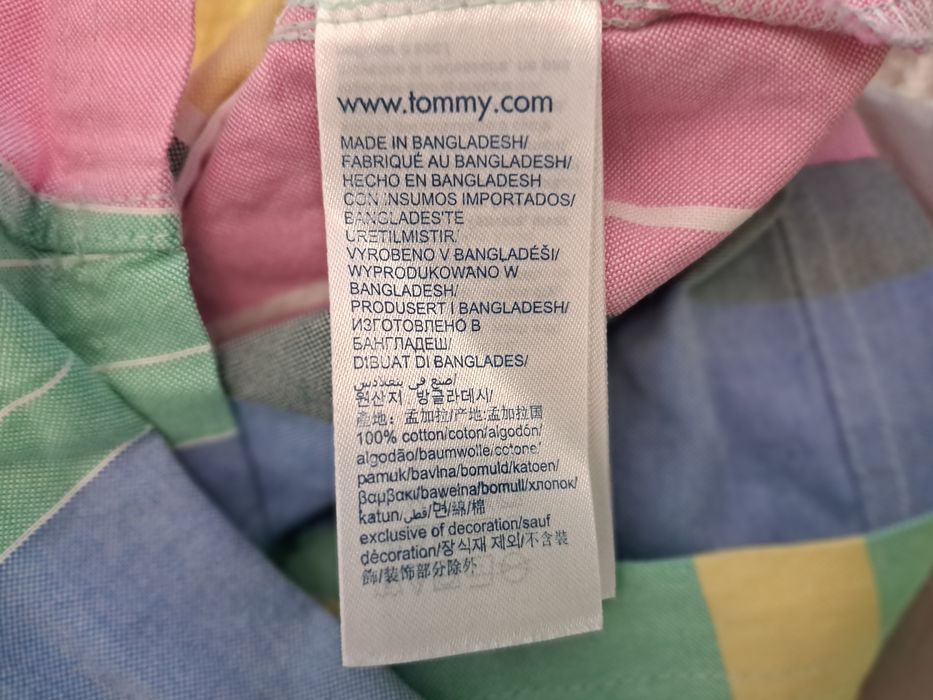 www.tommy.com
MADE IN BANGLADESH/
FABRIQUÉ AU BANGLADESH/
HECHO EN BANGLADESH
CON INSUMOS IMPORTADOS/
BANGLADES'TE
URETILMISTIR/
VYROBENO V BANGLADÉŠI/
WYPRODUKOWANO W
BANGLADESH/
PRODUSERT I BANGLADESH/
ИЗГОТОВЛЕНО В
БАНГЛАДЕШ/
DIBUAT DI BANGLADES/
صنع في بنغلادس/
원산지 방글라데시/
產地: 孟加拉/产地:孟加拉国
100% cotton/coton/algodón/
algodão/baumwolle/cotone/
pamuk/bavlna/bomuld/katoen/
βαμβακι/bawełna/bomull/хлопок/
katun/قطن/면/綿/棉
exclusive of decoration/sauf
décoration/장식재 제외/不含裝
飾/装饰部分除外